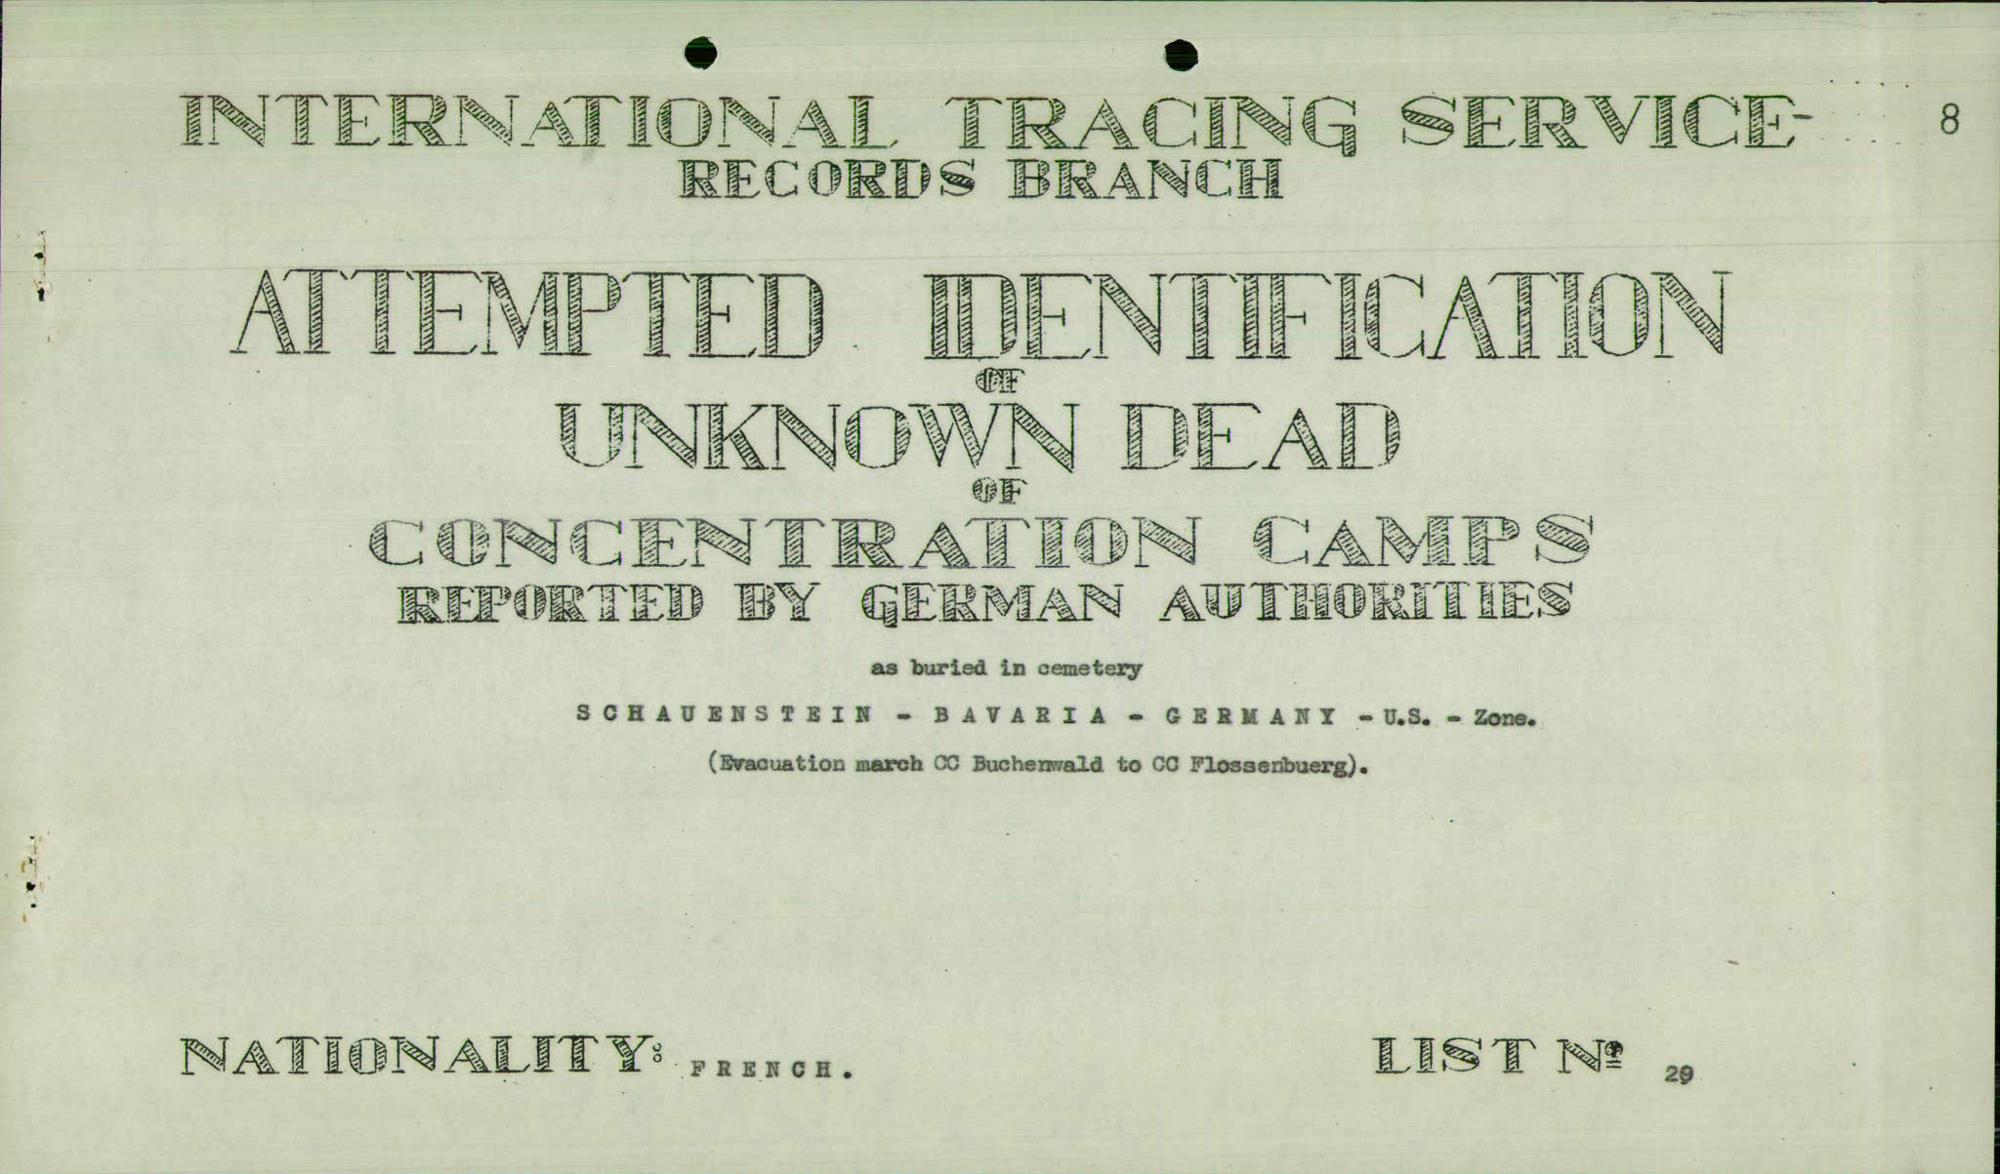 INTERNATIONAL TRACING SERVICE-
8
RECORDS BRANCH
ATTEMPTED IDENTIFICATION
OF
UNKNOWN DEAD
OF
CONCENTRATION CAMPS
REPORTED BY GERMAN AUTHORITIES
as buried in cemetery
SCHAUENSTEIN - BAVARIA - GERMANY - U.S. - Zone.
(Evacuation march CC Buchenwald to CC Flossenbuerg).
NATIONALITY: FRENCH.
LIST Nº 29